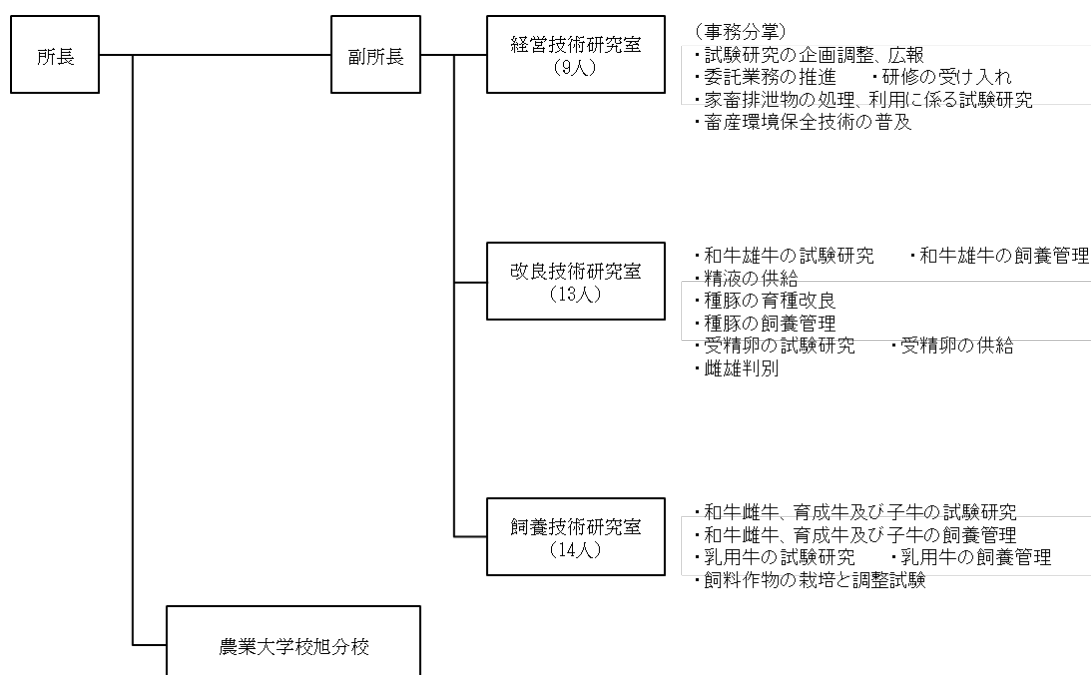 所長
副所長
経営技術研究室
(9人)
(事務分掌)
・試験研究の企画調整、広報
・委託業務の推進　・研修の受け入れ
・家畜排泄物の処理、利用に係る試験研究
・畜産環境保全技術の普及
改良技術研究室
(13人)
・和牛雄牛の試験研究　・和牛雄牛の飼養管理
・精液の供給
・種豚の育種改良
・種豚の飼養管理
・受精卵の試験研究　・受精卵の供給
・雌雄判別
飼養技術研究室
(14人)
・和牛雌牛、育成牛及び子牛の試験研究
・和牛雌牛、育成牛及び子牛の飼養管理
・乳用牛の試験研究　・乳用牛の飼養管理
・飼料作物の栽培と調整試験
農業大学校旭分校